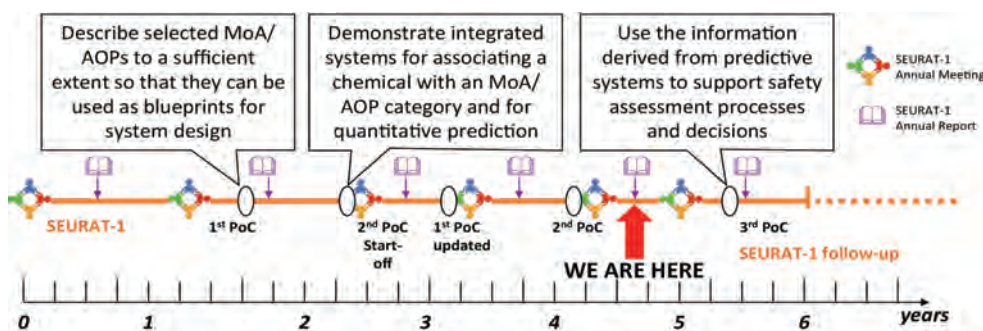 Describe selected MoA/
AOPs to a sufficient
extent so that they can be
used as blueprints for
system design
Demonstrate integrated
systems for associating a
chemical with an MoA/
AOP category and for
quantitative prediction
Use the information
derived from predictive
systems to support safety
assessment processes
and decisions
SEURAT-1
Annual Meeting
SEURAT-1
Annual Report
SEURAT-1
1st PoC
2nd PoC
Start-
off
1st PoC
updated
2nd PoC
3rd PoC
WE ARE HERE
SEURAT-1 follow-up
0 1 2 3 4 5 6 years